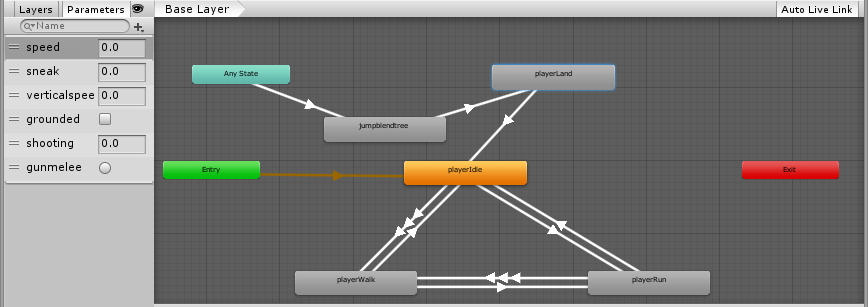 Layers Parameters
Base Layer
Auto Live Link
Name
speed 0.0
sneak 0.0
verticalspee 0.0
grounded
shooting 0.0
gunmelee
Any State
playerLand
jumpblendtree
Entry
playerIdle
Exit
playerWalk
playerRun